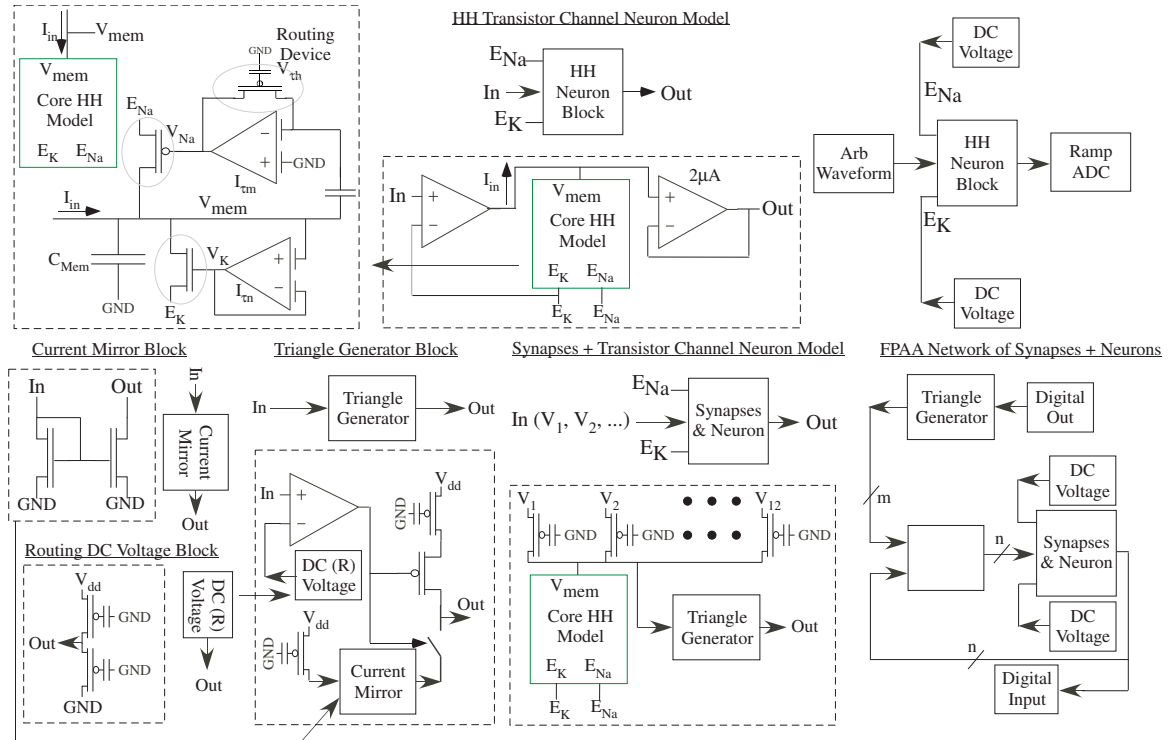 HH Transistor Channel Neuron Model
I_in
V_mem
V_mem
Core HH
Model
E_K E_Na
Routing
Device
GND
V_τh
E_Na
V_Na
GND
I_τm
I_in
V_mem
C_Mem
GND
V_K
I_τn
E_K
E_Na
In
E_K
HH
Neuron
Block
Out
In
I_in
V_mem
Core HH
Model
E_K E_Na
E_K E_Na
2μA
Out
DC
Voltage
E_Na
Arb
Waveform
HH
Neuron
Block
Ramp
ADC
E_K
DC
Voltage
Current Mirror Block
In Out
GND GND
In
Current
Mirror
Out
Routing DC Voltage Block
V_dd
GND
Out
GND
GND
DC (R)
Voltage
Out
Triangle Generator Block
In
Triangle
Generator
Out
In
V_dd
GND
DC (R)
Voltage
V_dd
GND
Out
Current
Mirror
Synapses + Transistor Channel Neuron Model
E_Na
In (V_1, V_2, ...)
E_K
Synapses
& Neuron
Out
V_1 V_2 V_12
GND GND GND
V_mem
Core HH
Model
E_K E_Na
E_K E_Na
Triangle
Generator
Out
FPAA Network of Synapses + Neurons
Triangle
Generator
Digital
Out
m
DC
Voltage
n
Synapses
& Neuron
DC
Voltage
n
Digital
Input